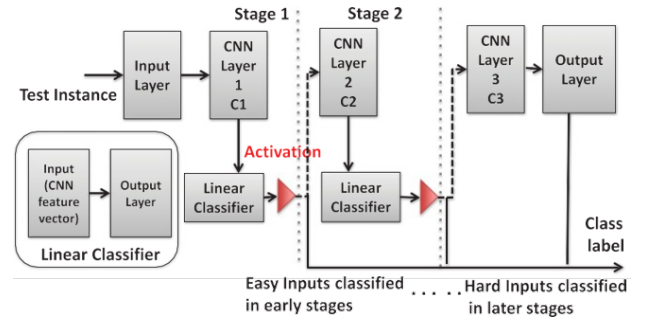 Stage 1
Stage 2
Test Instance
Input
Layer
CNN
Layer
1
C1
CNN
Layer
2
C2
CNN
Layer
3
C3
Output
Layer
Activation
Input
(CNN
feature
vector)
Output
Layer
Linear Classifier
Linear
Classifier
Linear
Classifier
Class
label
Easy Inputs classified
in early stages
. . . . .
Hard Inputs classified
in later stages